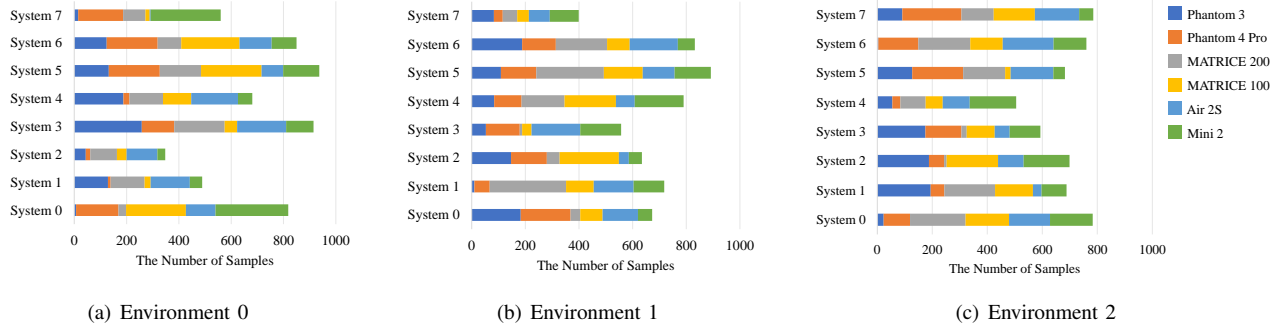 System 7
System 6
System 5
System 4
System 3
System 2
System 1
System 0
0 200 400 600 800 1000
The Number of Samples
(a) Environment 0
System 7
System 6
System 5
System 4
System 3
System 2
System 1
System 0
0 200 400 600 800 1000
The Number of Samples
(b) Environment 1
System 7
System 6
System 5
System 4
System 3
System 2
System 1
System 0
0 200 400 600 800 1000
The Number of Samples
(c) Environment 2
Phantom 3
Phantom 4 Pro
MATRICE 200
MATRICE 100
Air 2S
Mini 2